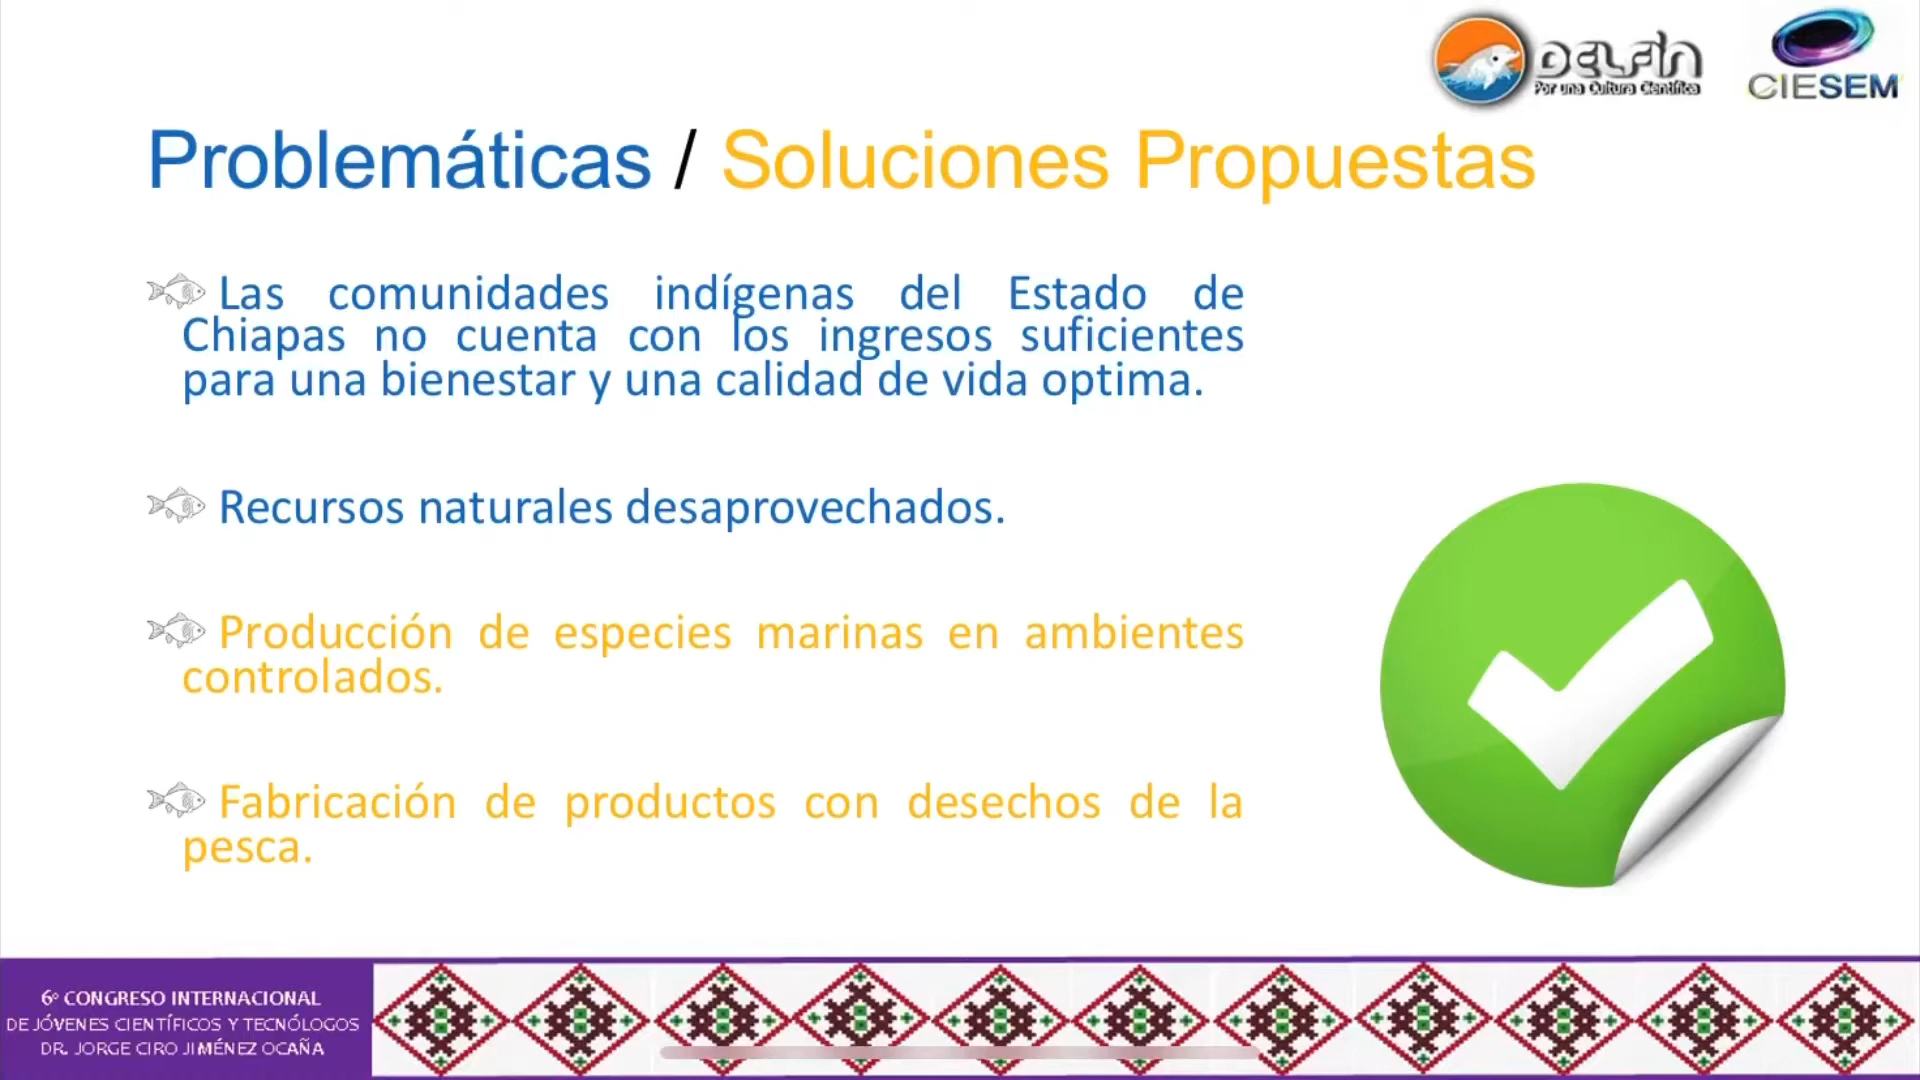 DELFÍN
Por una Cultura Científica
CIESEM
Problemáticas / Soluciones Propuestas
Las comunidades indígenas del Estado de
Chiapas no cuenta con los ingresos suficientes
para una bienestar y una calidad de vida optima.
Recursos naturales desaprovechados.
Producción de especies marinas en ambientes
controlados.
Fabricación de productos con desechos de la
pesca.
6º CONGRESO INTERNACIONAL
DE JÓVENES CIENTÍFICOS Y TECNÓLOGOS
DR. JORGE CIRO JIMÉNEZ OCAÑA